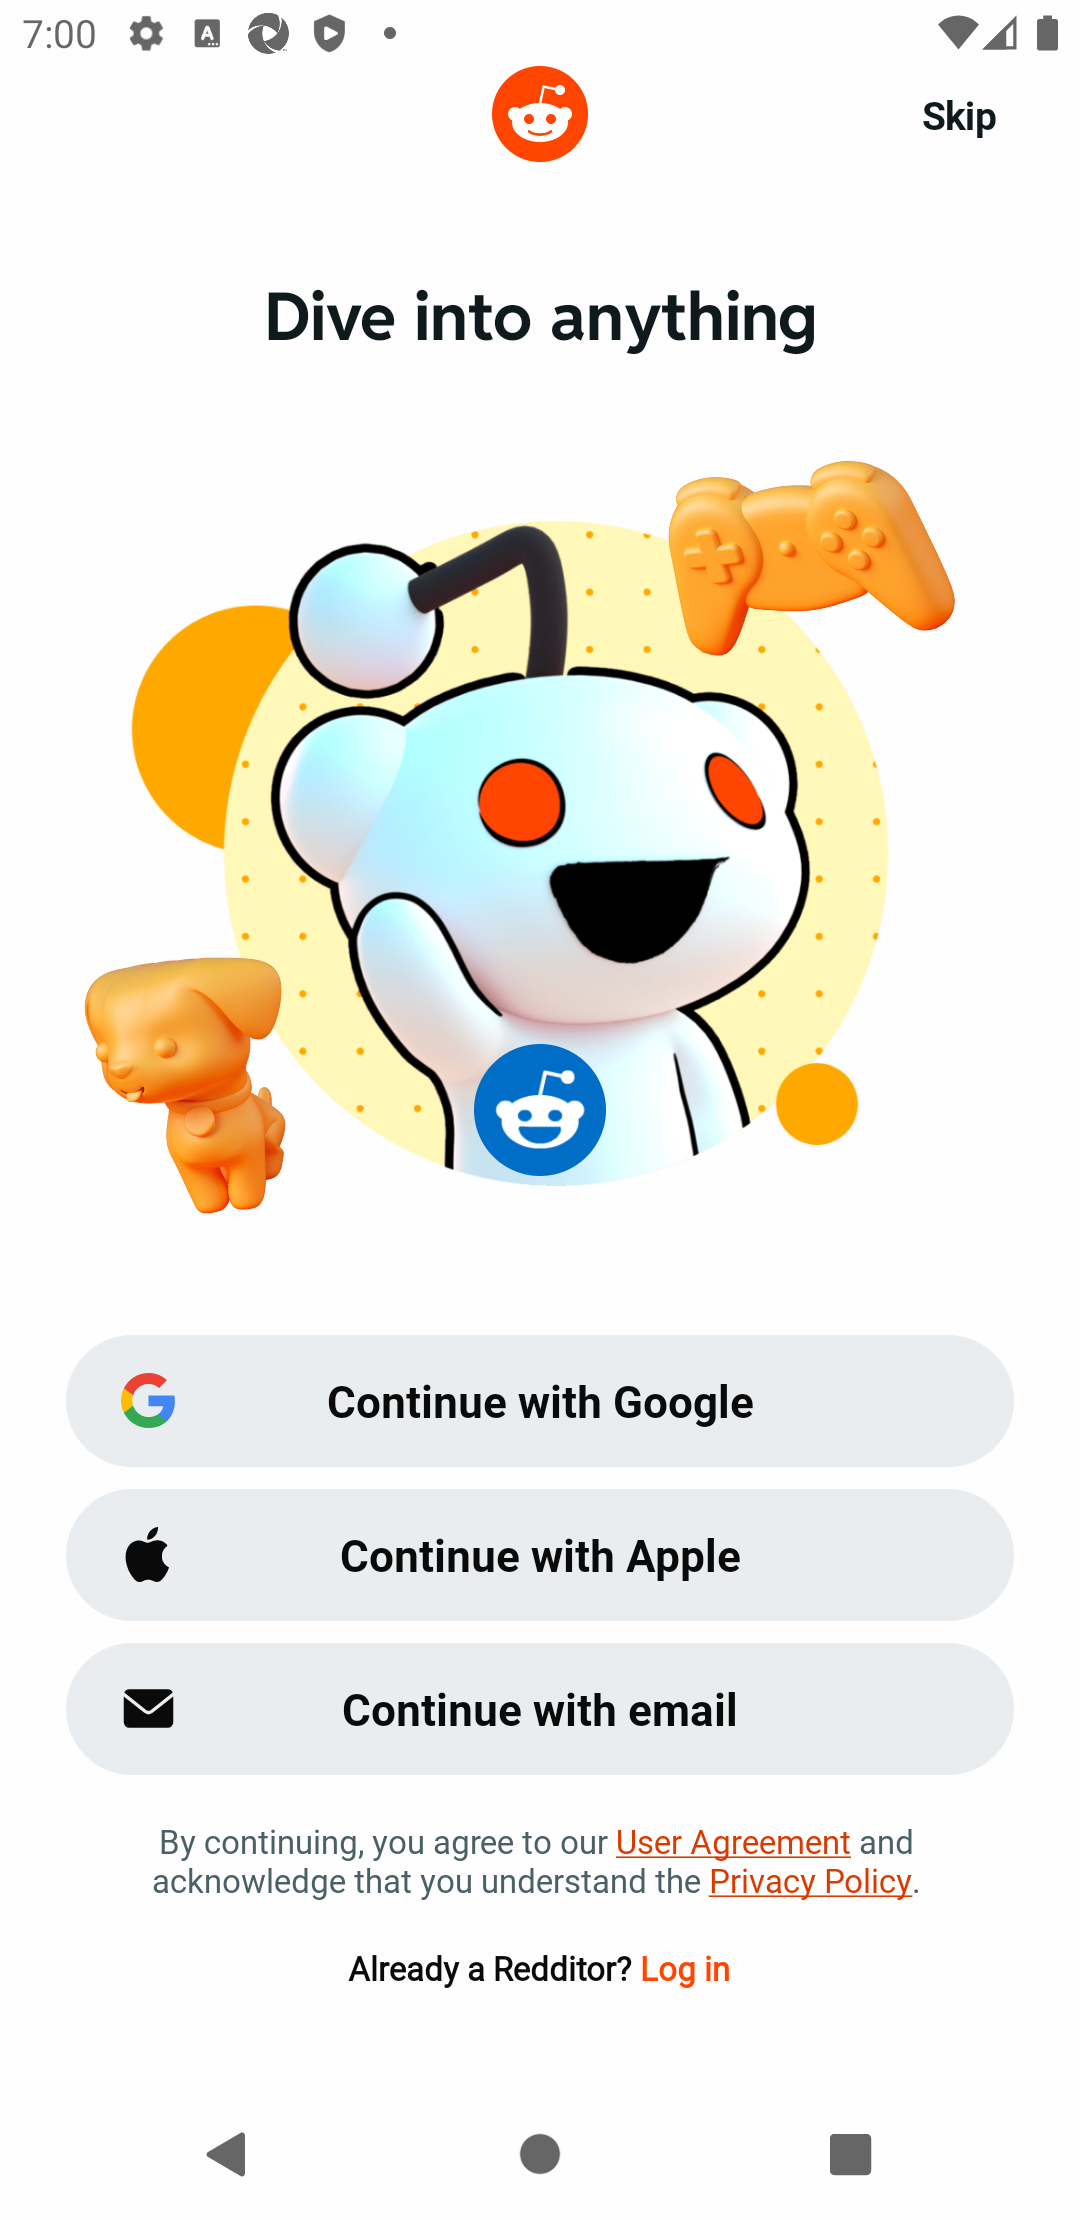 7:00
Skip
Dive into anything
Continue with Google
Continue with Apple
Continue with email
By continuing, you agree to our User Agreement and
acknowledge that you understand the Privacy Policy.
Already a Redditor? Log in